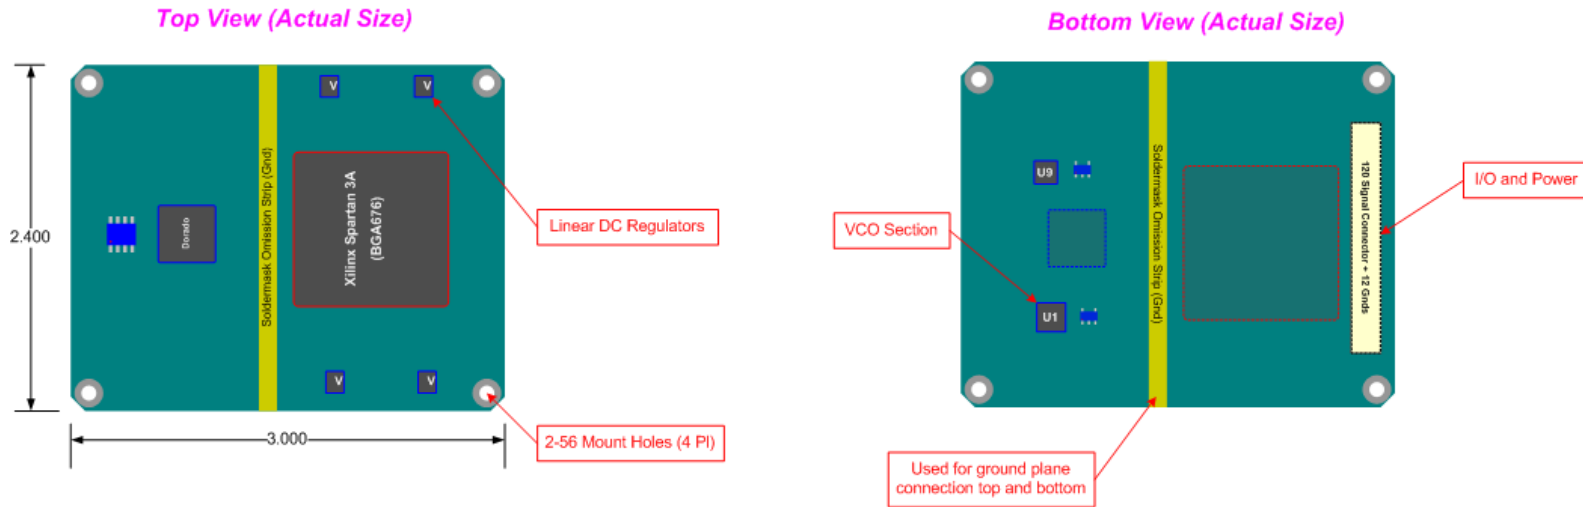 Top View (Actual Size)
Bottom View (Actual Size)
V
V
Soldermask Omission Strip (Gnd)
Xilinx Spartan 3A
(BGA676)
Dorado
2.400
Linear DC Regulators
V
V
3.000
2-56 Mount Holes (4 Pl)
U9
VCO Section
U1
Soldermask Omission Strip (Gnd)
120 Signal Connector + 12 Gnds
I/O and Power
Used for ground plane
connection top and bottom